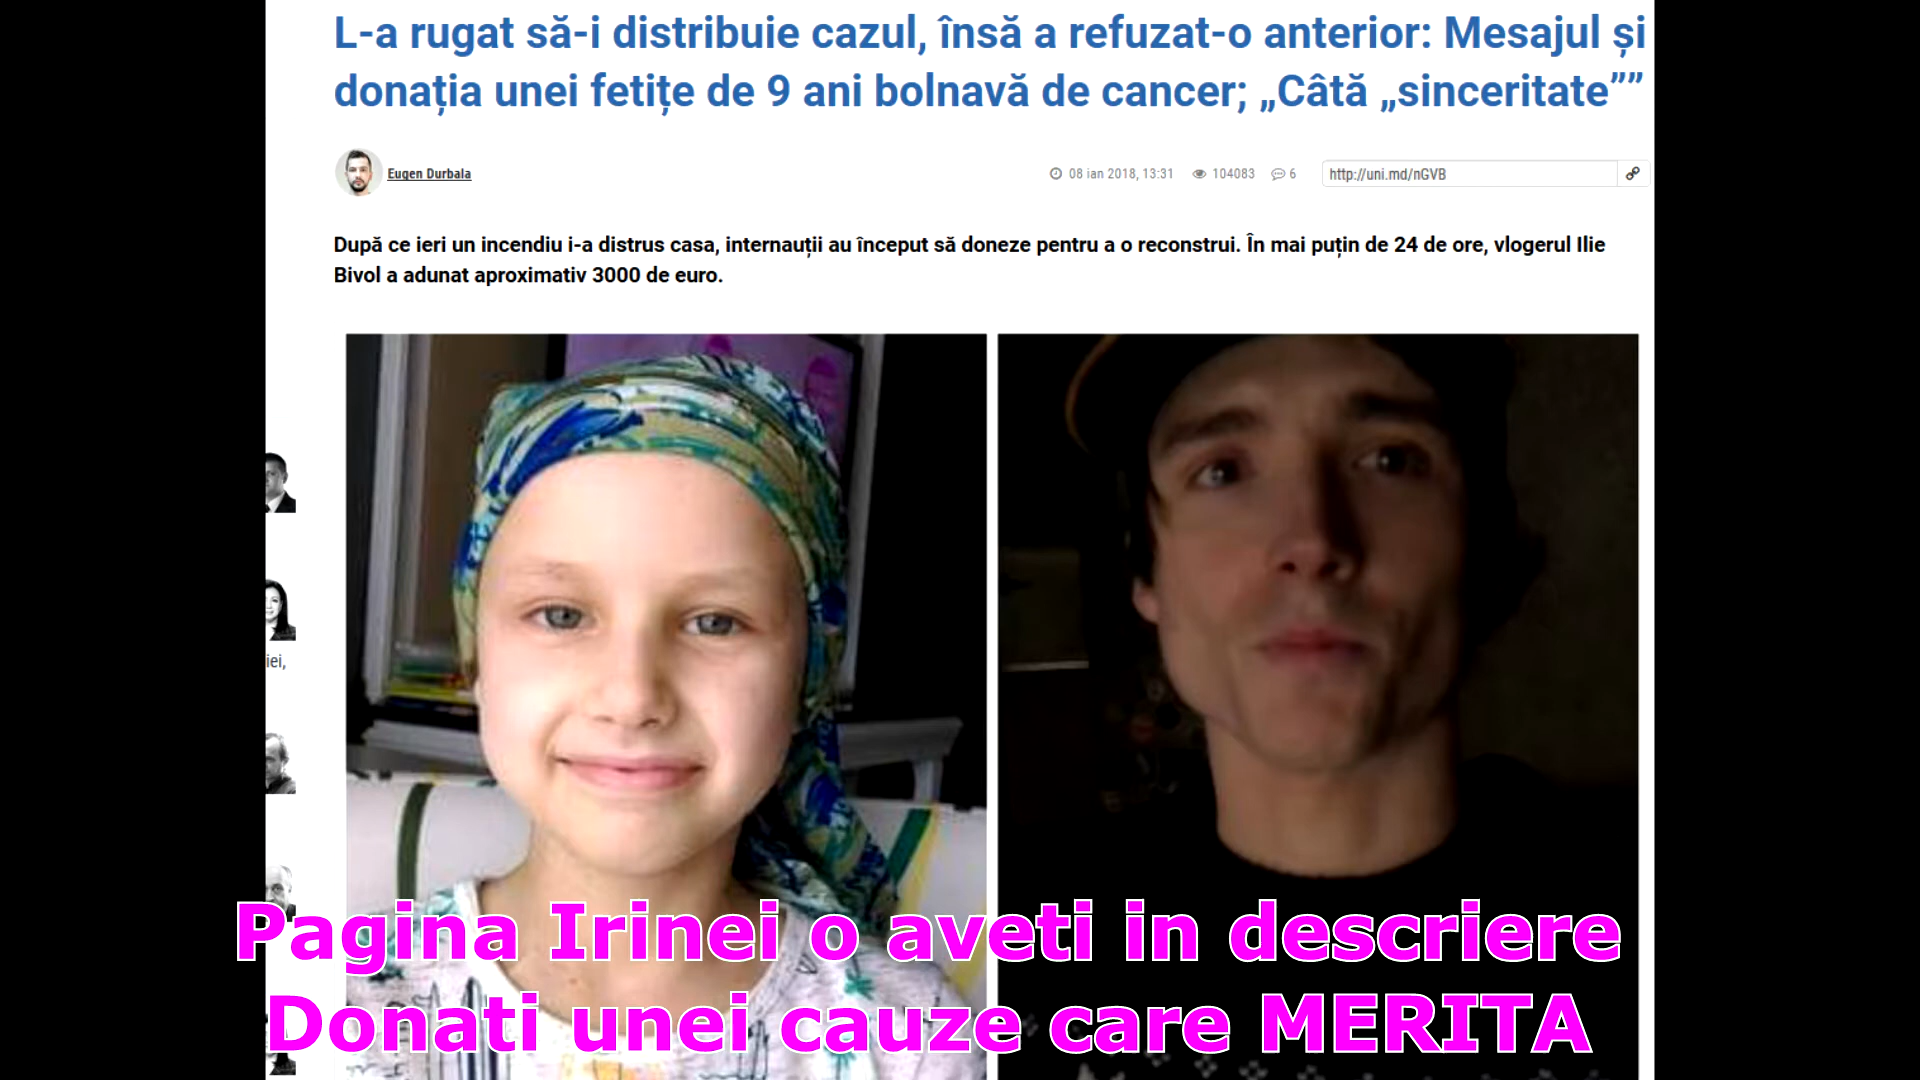 L-a rugat să-i distribuie cazul, însă a refuzat-o anterior: Mesajul și
donația unei fetițe de 9 ani bolnavă de cancer; „Câtă „sinceritate””
Eugen Durbala
08 ian 2018, 13:31 104083 6 http://uni.md/nGVB
După ce ieri un incendiu i-a distrus casa, internauții au început să doneze pentru a o reconstrui. În mai puțin de 24 de ore, vlogerul Ilie
Bivol a adunat aproximativ 3000 de euro.
iei,
Pagina Irinei o aveti in descriere
Donati unei cauze care MERITA